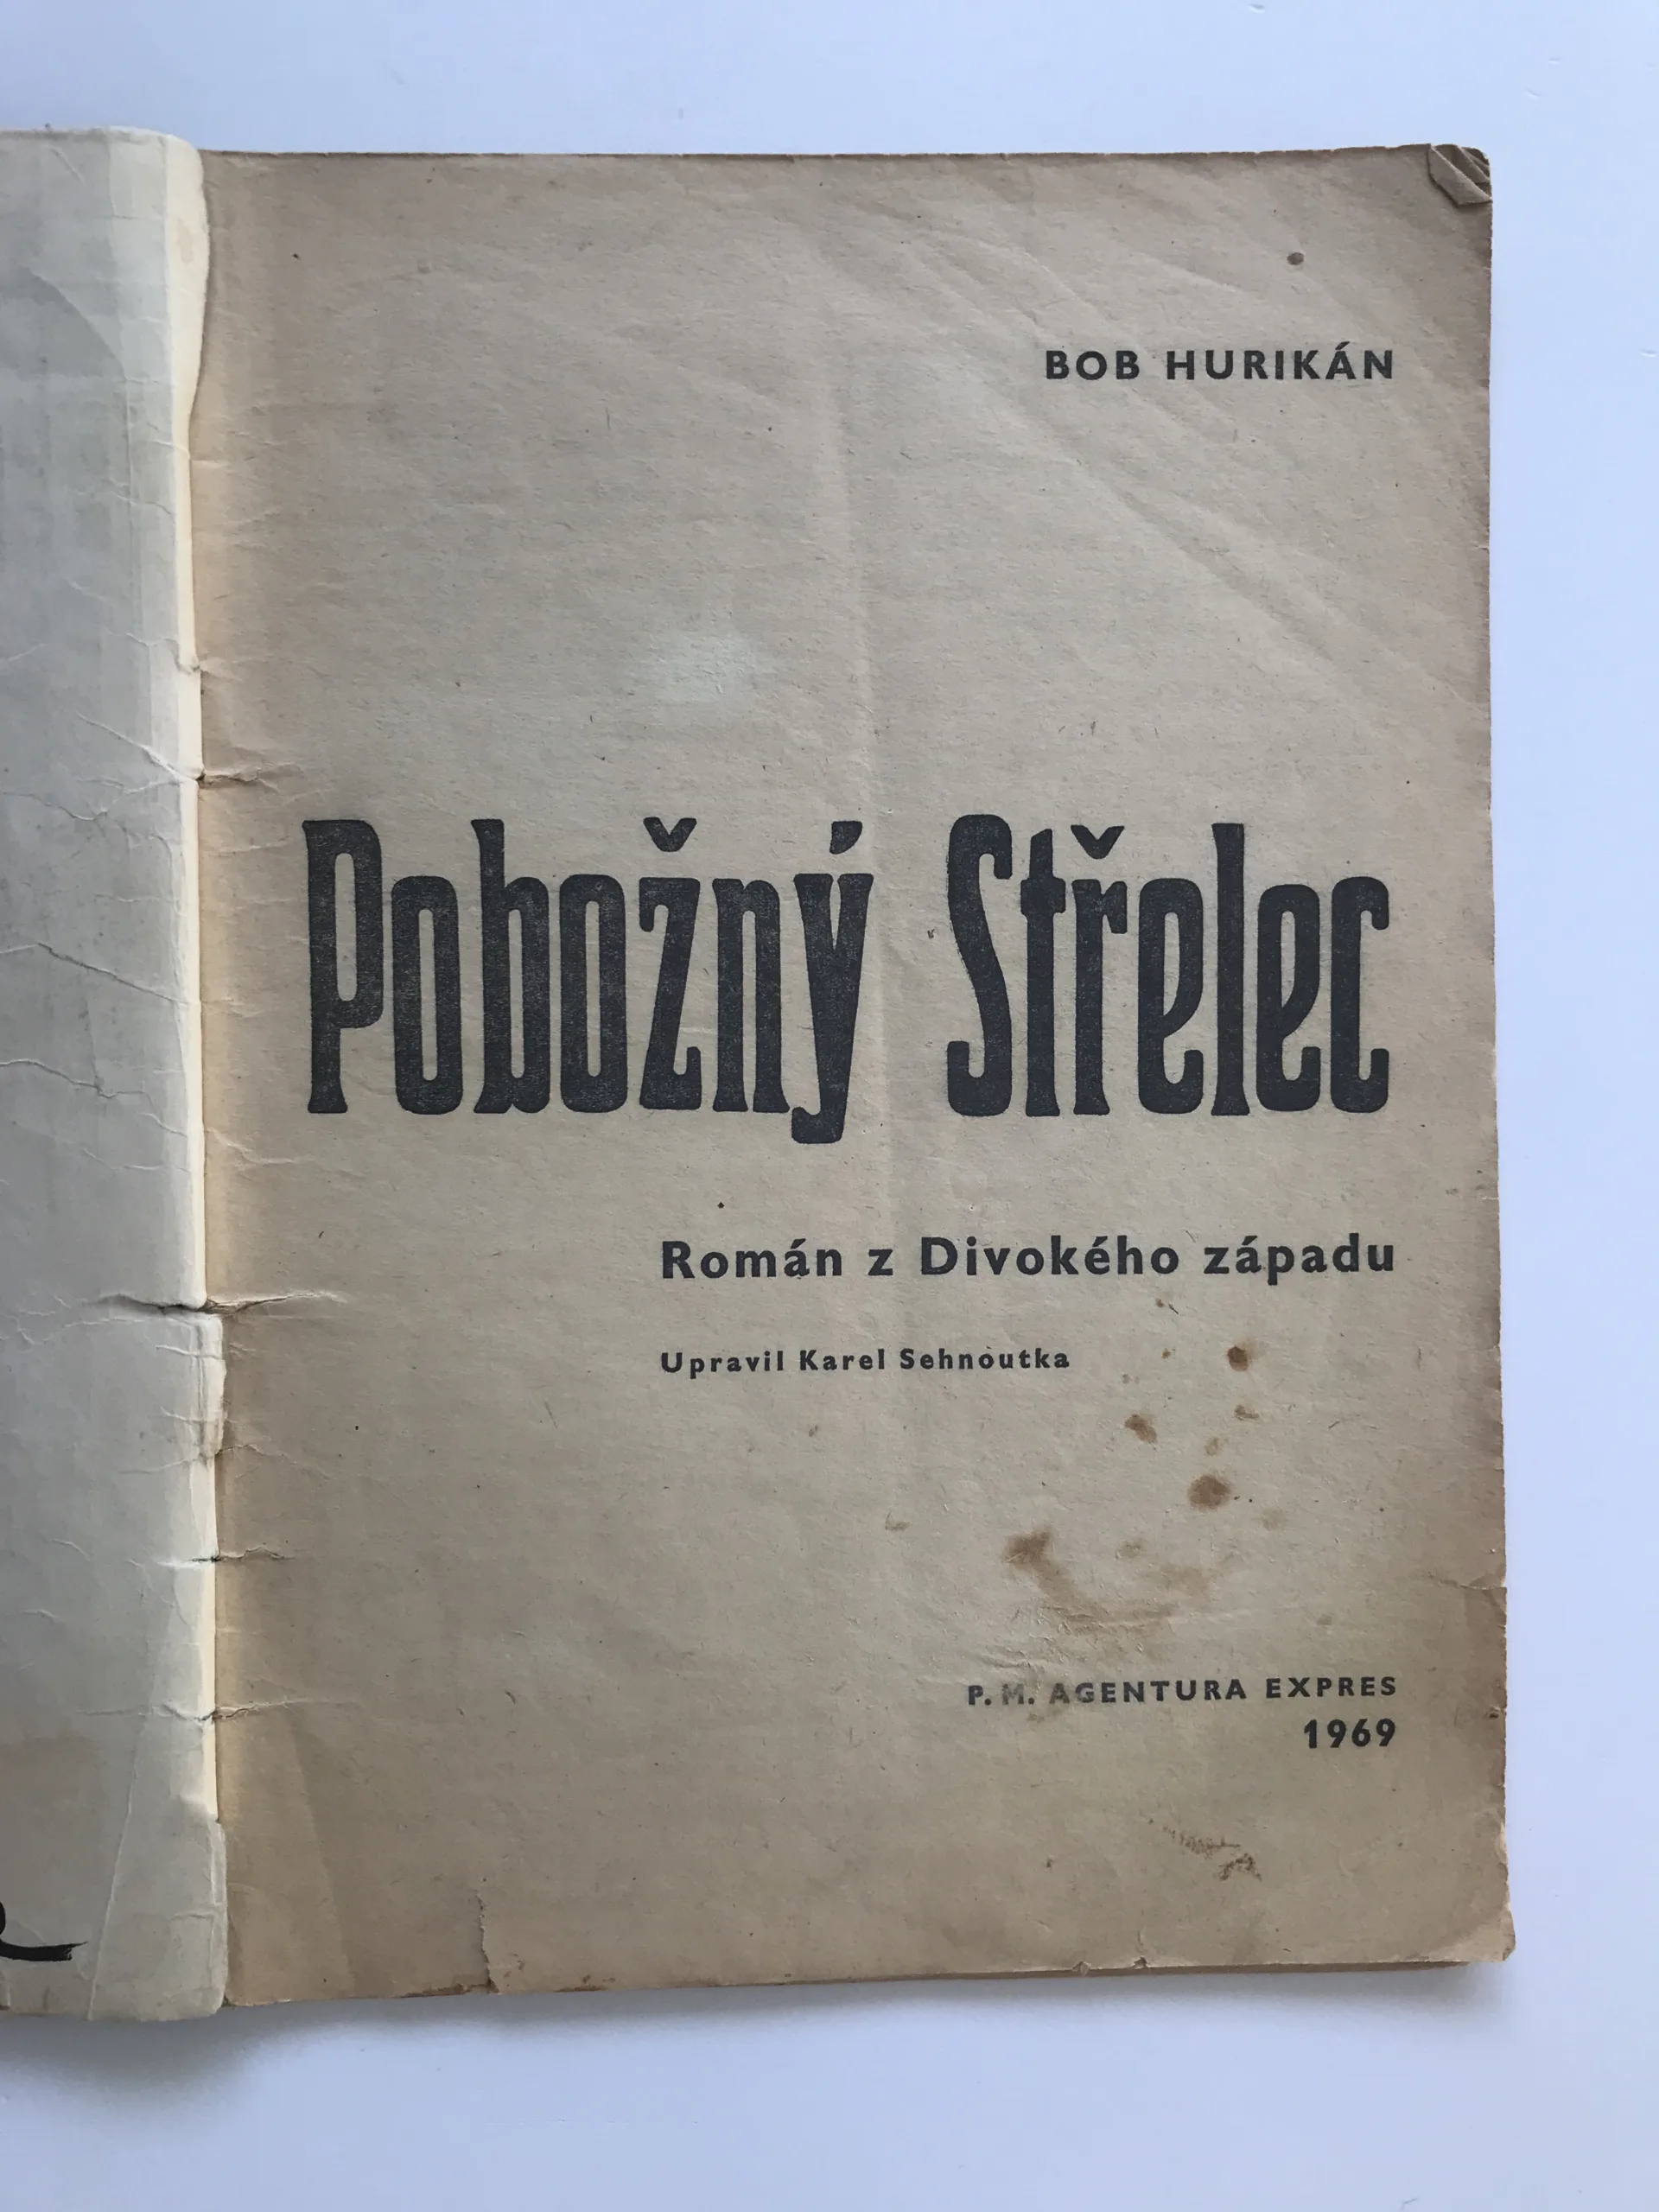 BOB HURIKÁN
Pobožný Střelec
Román z Divokého západu
Upravil Karel Sehnoutka
P. M. AGENTURA EXPRES
1969